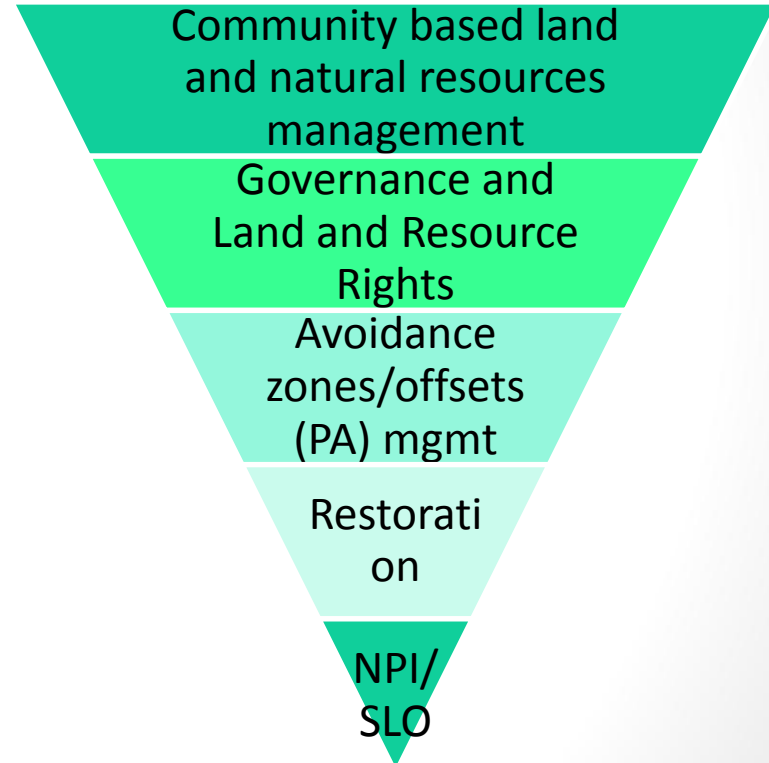 Community based land
and natural resources
management
Governance and
Land and Resource
Rights
Avoidance
zones/offsets
(PA) mgmt
Restorati
on
NPI/
SLO